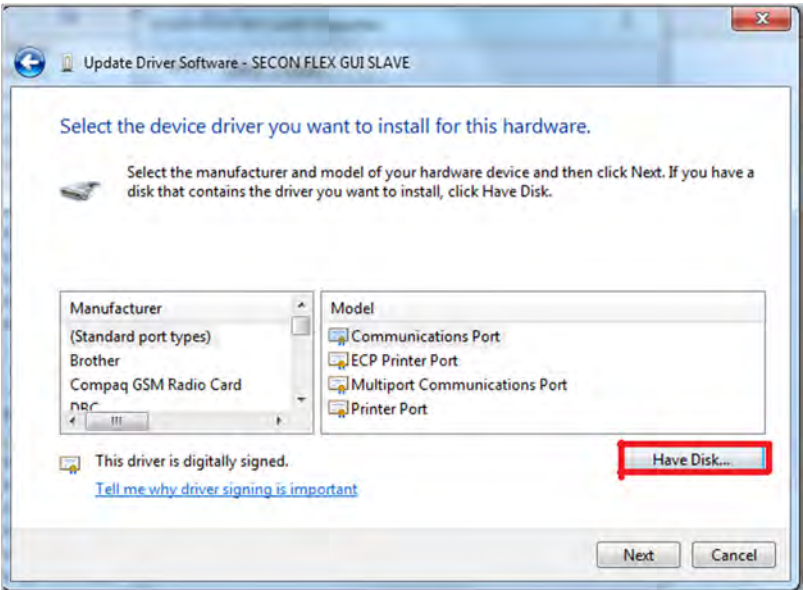 Update Driver Software - SECON FLEX GUI SLAVE
Select the device driver you want to install for this hardware.
Select the manufacturer and model of your hardware device and then click Next. If you have a
disk that contains the driver you want to install, click Have Disk.
Manufacturer
(Standard port types)
Brother
Compaq GSM Radio Card
Model
Communications Port
ECP Printer Port
Multiport Communications Port
Printer Port
This driver is digitally signed.
Tell me why driver signing is important
Have Disk...
Next
Cancel